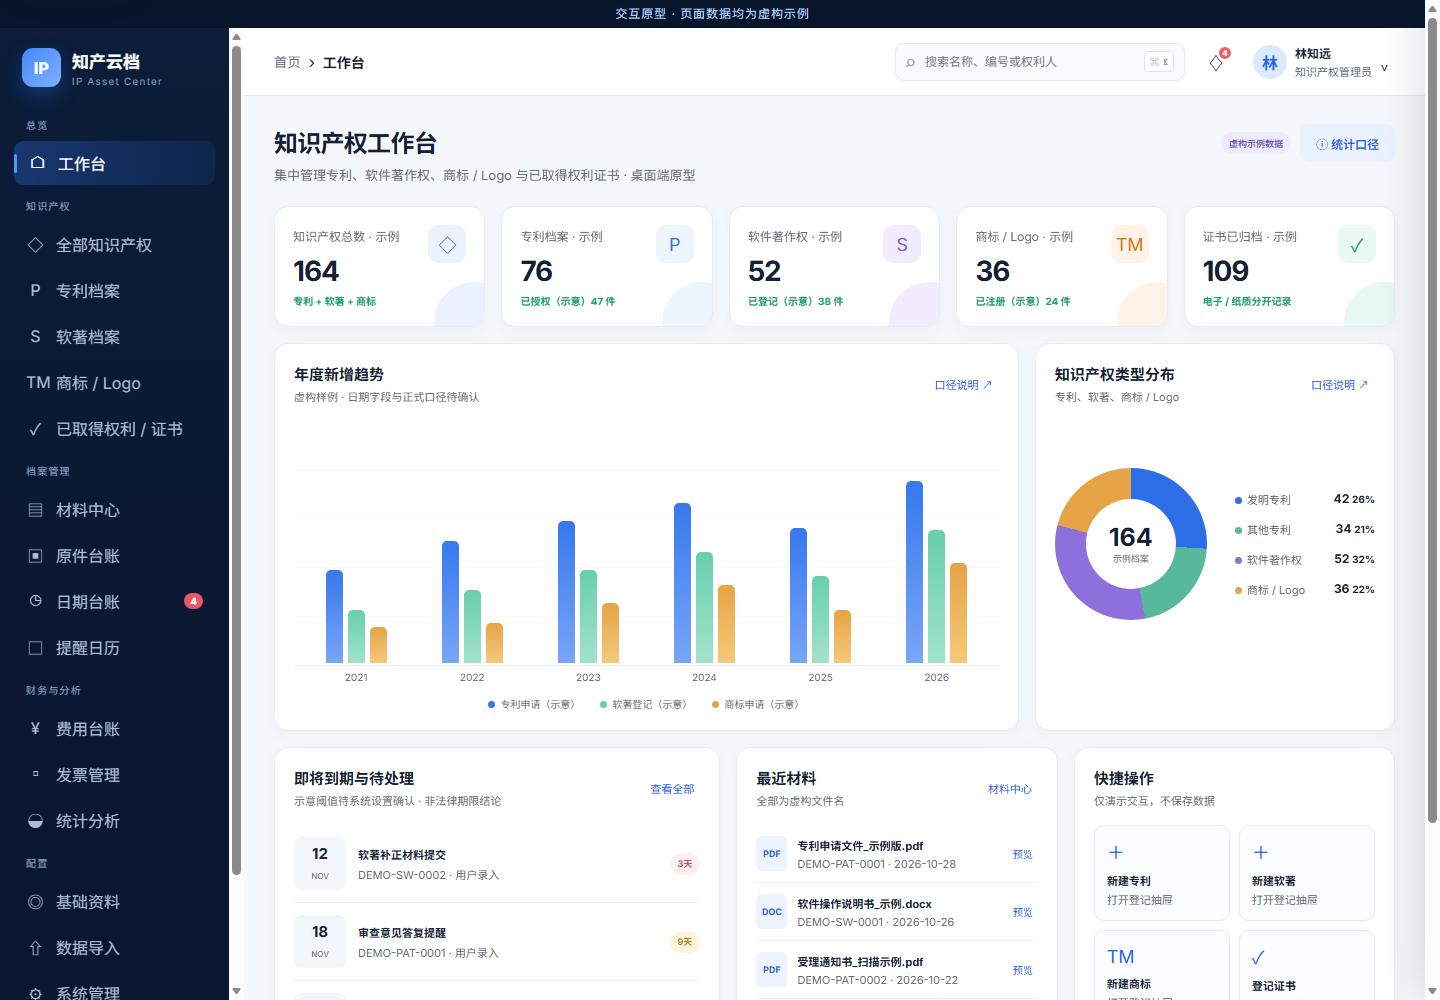 交互原型 · 页面数据均为虚构示例
IP
知产云档
IP Asset Center
总览
工作台
知识产权
全部知识产权
P 专利档案
S 软著档案
TM 商标 / Logo
✓ 已取得权利 / 证书
档案管理
材料中心
原件台账
日期台账 4
提醒日历
财务与分析
¥ 费用台账
发票管理
统计分析
配置
基础资料
数据导入
系统管理
首页 › 工作台
搜索名称、编号或权利人 ⌘ K
4
林
林知远
知识产权管理员
知识产权工作台
集中管理专利、软件著作权、商标 / Logo 与已取得权利证书 · 桌面端原型
虚构示例数据
ⓘ 统计口径
知识产权总数 · 示例
164
专利 + 软著 + 商标
专利档案 · 示例
P
76
已授权（示意）47 件
软件著作权 · 示例
S
52
已登记（示意）38 件
商标 / Logo · 示例
TM
36
已注册（示意）24 件
证书已归档 · 示例
✓
109
电子 / 纸质分开记录
年度新增趋势
虚构样例 · 日期字段与正式口径待确认
口径说明 ↗
2021 2022 2023 2024 2025 2026
专利申请（示意） 软著登记（示意） 商标申请（示意）
知识产权类型分布
专利、软著、商标 / Logo
口径说明 ↗
164
示例档案
发明专利 42 26%
其他专利 34 21%
软件著作权 52 32%
商标 / Logo 36 22%
即将到期与待处理
示意阈值待系统设置确认 · 非法律期限结论
查看全部
12
NOV
软著补正材料提交
DEMO-SW-0002 · 用户录入
3天
18
NOV
审查意见答复提醒
DEMO-PAT-0001 · 用户录入
9天
最近材料
全部为虚构文件名
材料中心
PDF
专利申请文件_示例版.pdf
DEMO-PAT-0001 · 2026-10-28
预览
DOC
软件操作说明书_示例.docx
DEMO-SW-0001 · 2026-10-26
预览
PDF
受理通知书_扫描示例.pdf
DEMO-PAT-0002 · 2026-10-22
预览
快捷操作
仅演示交互，不保存数据
＋
新建专利
打开登记抽屉
＋
新建软著
打开登记抽屉
TM
新建商标
打开登记抽屉
✓
登记证书